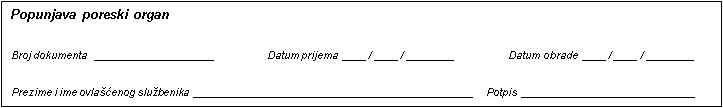 Popunjava poreski organ
Broj dokumenta ____________________ Datum prijema ____ / ____ / ________ Datum obrade ____ / ____ / ________
Prezime i ime ovlašćenog službenika ________________________________________________ Potpis ______________________________